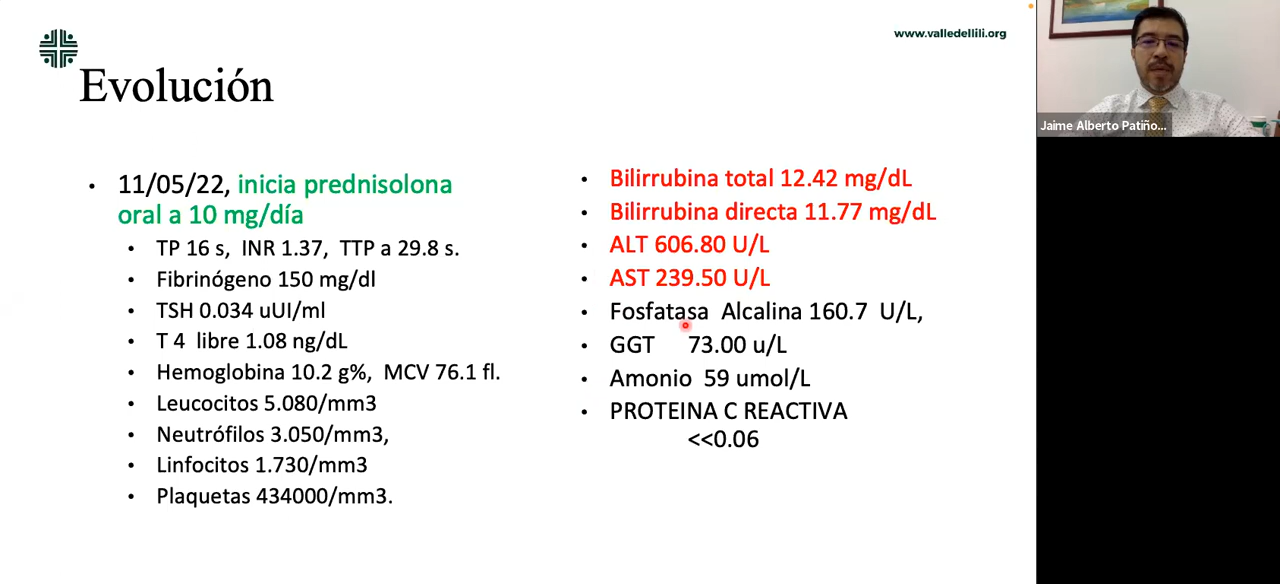 www.valledellili.org
Evolución
• 11/05/22, inicia prednisolona
oral a 10 mg/día
• TP 16 s, INR 1.37, TTP a 29.8 s.
• Fibrinógeno 150 mg/dl
• TSH 0.034 uUI/ml
• T 4 libre 1.08 ng/dL
• Hemoglobina 10.2 g%, MCV 76.1 fl.
• Leucocitos 5.080/mm3
• Neutrófilos 3.050/mm3,
• Linfocitos 1.730/mm3
• Plaquetas 434000/mm3.
• Bilirrubina total 12.42 mg/dL
• Bilirrubina directa 11.77 mg/dL
• ALT 606.80 U/L
• AST 239.50 U/L
• Fosfatasa Alcalina 160.7 U/L,
• GGT 73.00 u/L
• Amonio 59 umol/L
• PROTEINA C REACTIVA
<<0.06
Jaime Alberto Patiño...